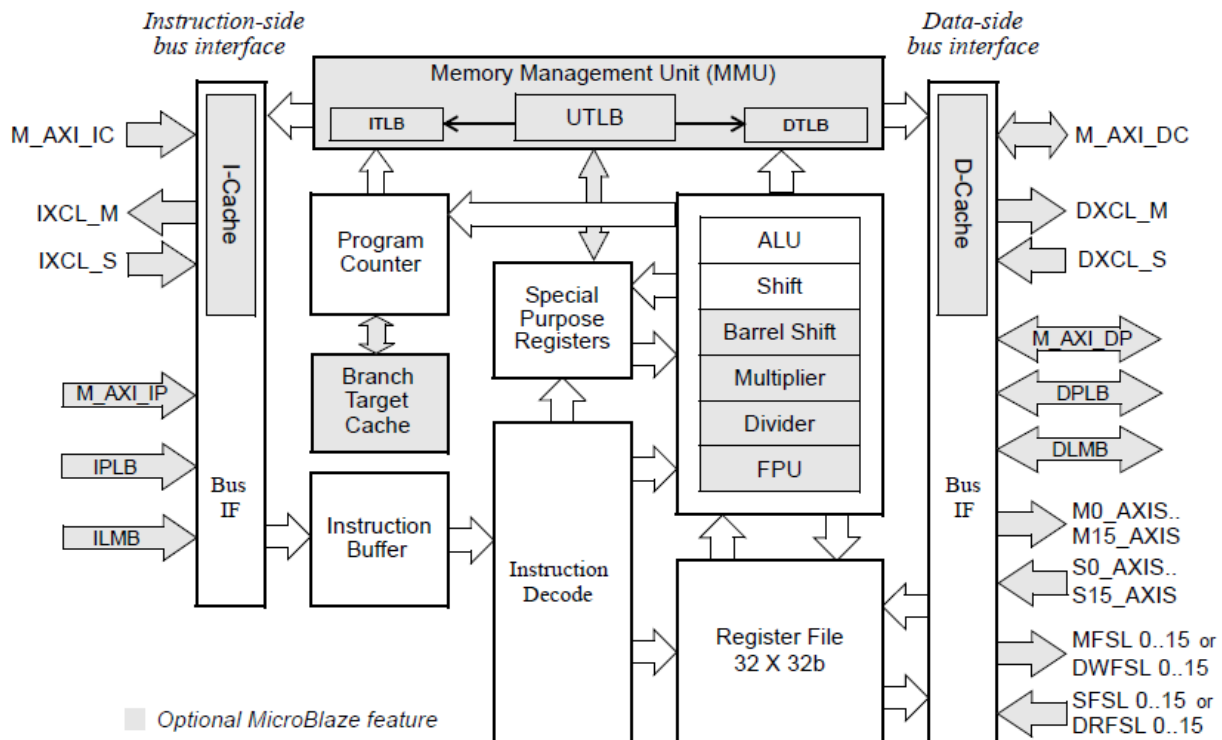 Instruction-side
bus interface
Data-side
bus interface
Memory Management Unit (MMU)
ITLB
UTLB
DTLB
M_AXI_IC
IXCL_M
IXCL_S
I-Cache
M_AXI_IP
IPLB
ILMB
Bus
IF
Program
Counter
Branch
Target
Cache
Instruction
Buffer
Special
Purpose
Registers
Instruction
Decode
ALU
Shift
Barrel Shift
Multiplier
Divider
FPU
Register File
32 X 32b
D-Cache
Bus
IF
M_AXI_DC
DXCL_M
DXCL_S
M_AXI_DP
DPLB
DLMB
M0_AXIS..
M15_AXIS
S0_AXIS..
S15_AXIS
MFSL 0..15 or
DWFSL 0..15
SFSL 0..15 or
DRFSL 0..15
Optional MicroBlaze feature